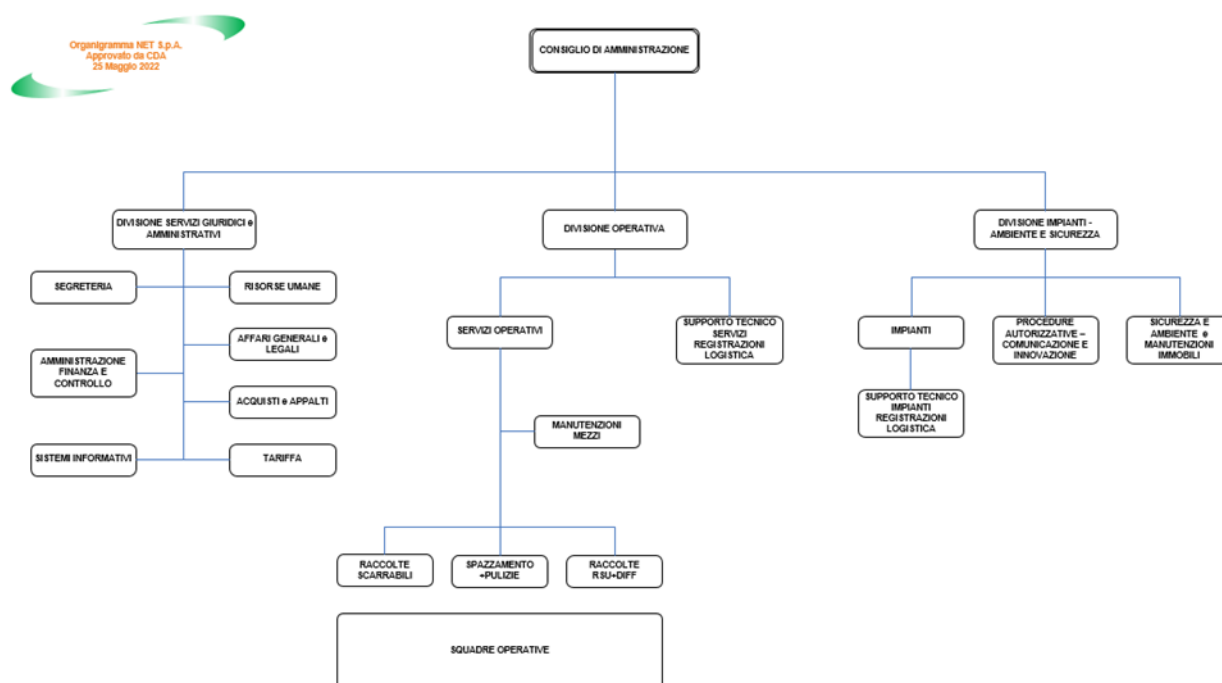 Organigramma NET S.p.A.
Approvato da CDA
25 Maggio 2022
CONSIGLIO DI AMMINISTRAZIONE
DIVISIONE SERVIZI GIURIDICI e
AMMINISTRATIVI
DIVISIONE OPERATIVA
DIVISIONE IMPIANTI -
AMBIENTE E SICUREZZA
SEGRETERIA
RISORSE UMANE
AFFARI GENERALI e
LEGALI
AMMINISTRAZIONE
FINANZA E
CONTROLLO
ACQUISTI e APPALTI
SISTEMI INFORMATIVI
TARIFFA
SERVIZI OPERATIVI
SUPPORTO TECNICO
SERVIZI
REGISTRAZIONI
LOGISTICA
MANUTENZIONI
MEZZI
RACCOLTE
SCARRABILI
SPAZZAMENTO
+PULIZIE
RACCOLTE
RSU+DIFF
SQUADRE OPERATIVE
IMPIANTI
PROCEDURE
AUTORIZZATIVE –
COMUNICAZIONE E
INNOVAZIONE
SICUREZZA E
AMBIENTE e
MANUTENZIONI
IMMOBILI
SUPPORTO TECNICO
IMPIANTI
REGISTRAZIONI
LOGISTICA